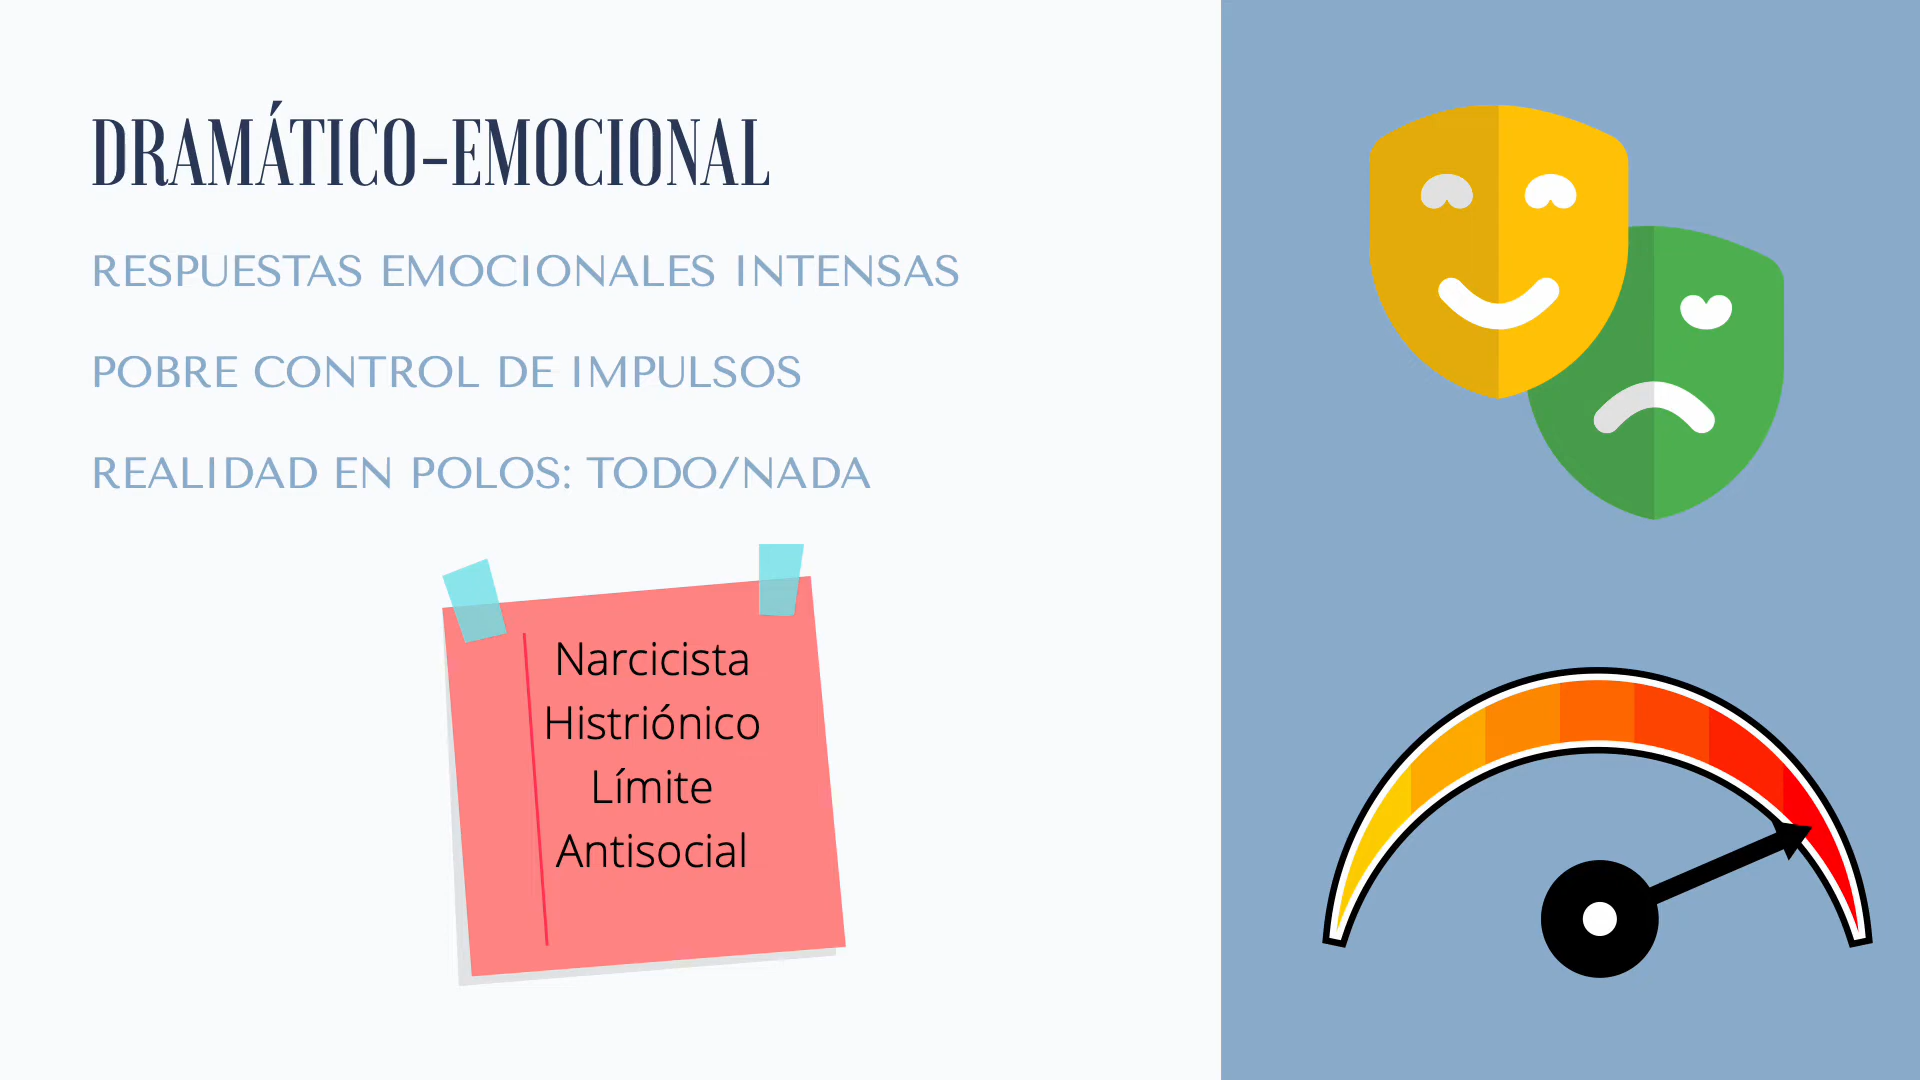 DRAMÁTICO-EMOCIONAL
RESPUESTAS EMOCIONALES INTENSAS
POBRE CONTROL DE IMPULSOS
REALIDAD EN POLOS: TODO/NADA
Narcicista
Histriónico
Límite
Antisocial